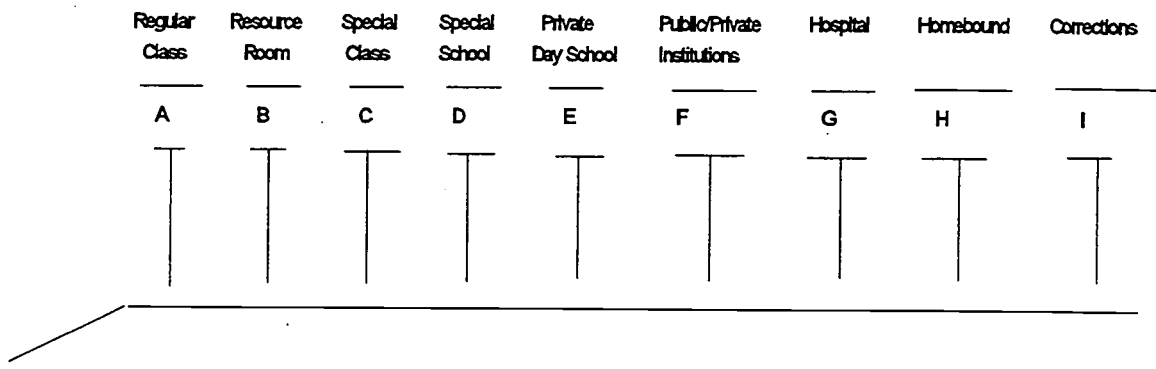 Regular Resource Special Special Private Public/Private Hospital Homebound Corrections
Class Room Class School Day School Institutions
A B C D E F G H I